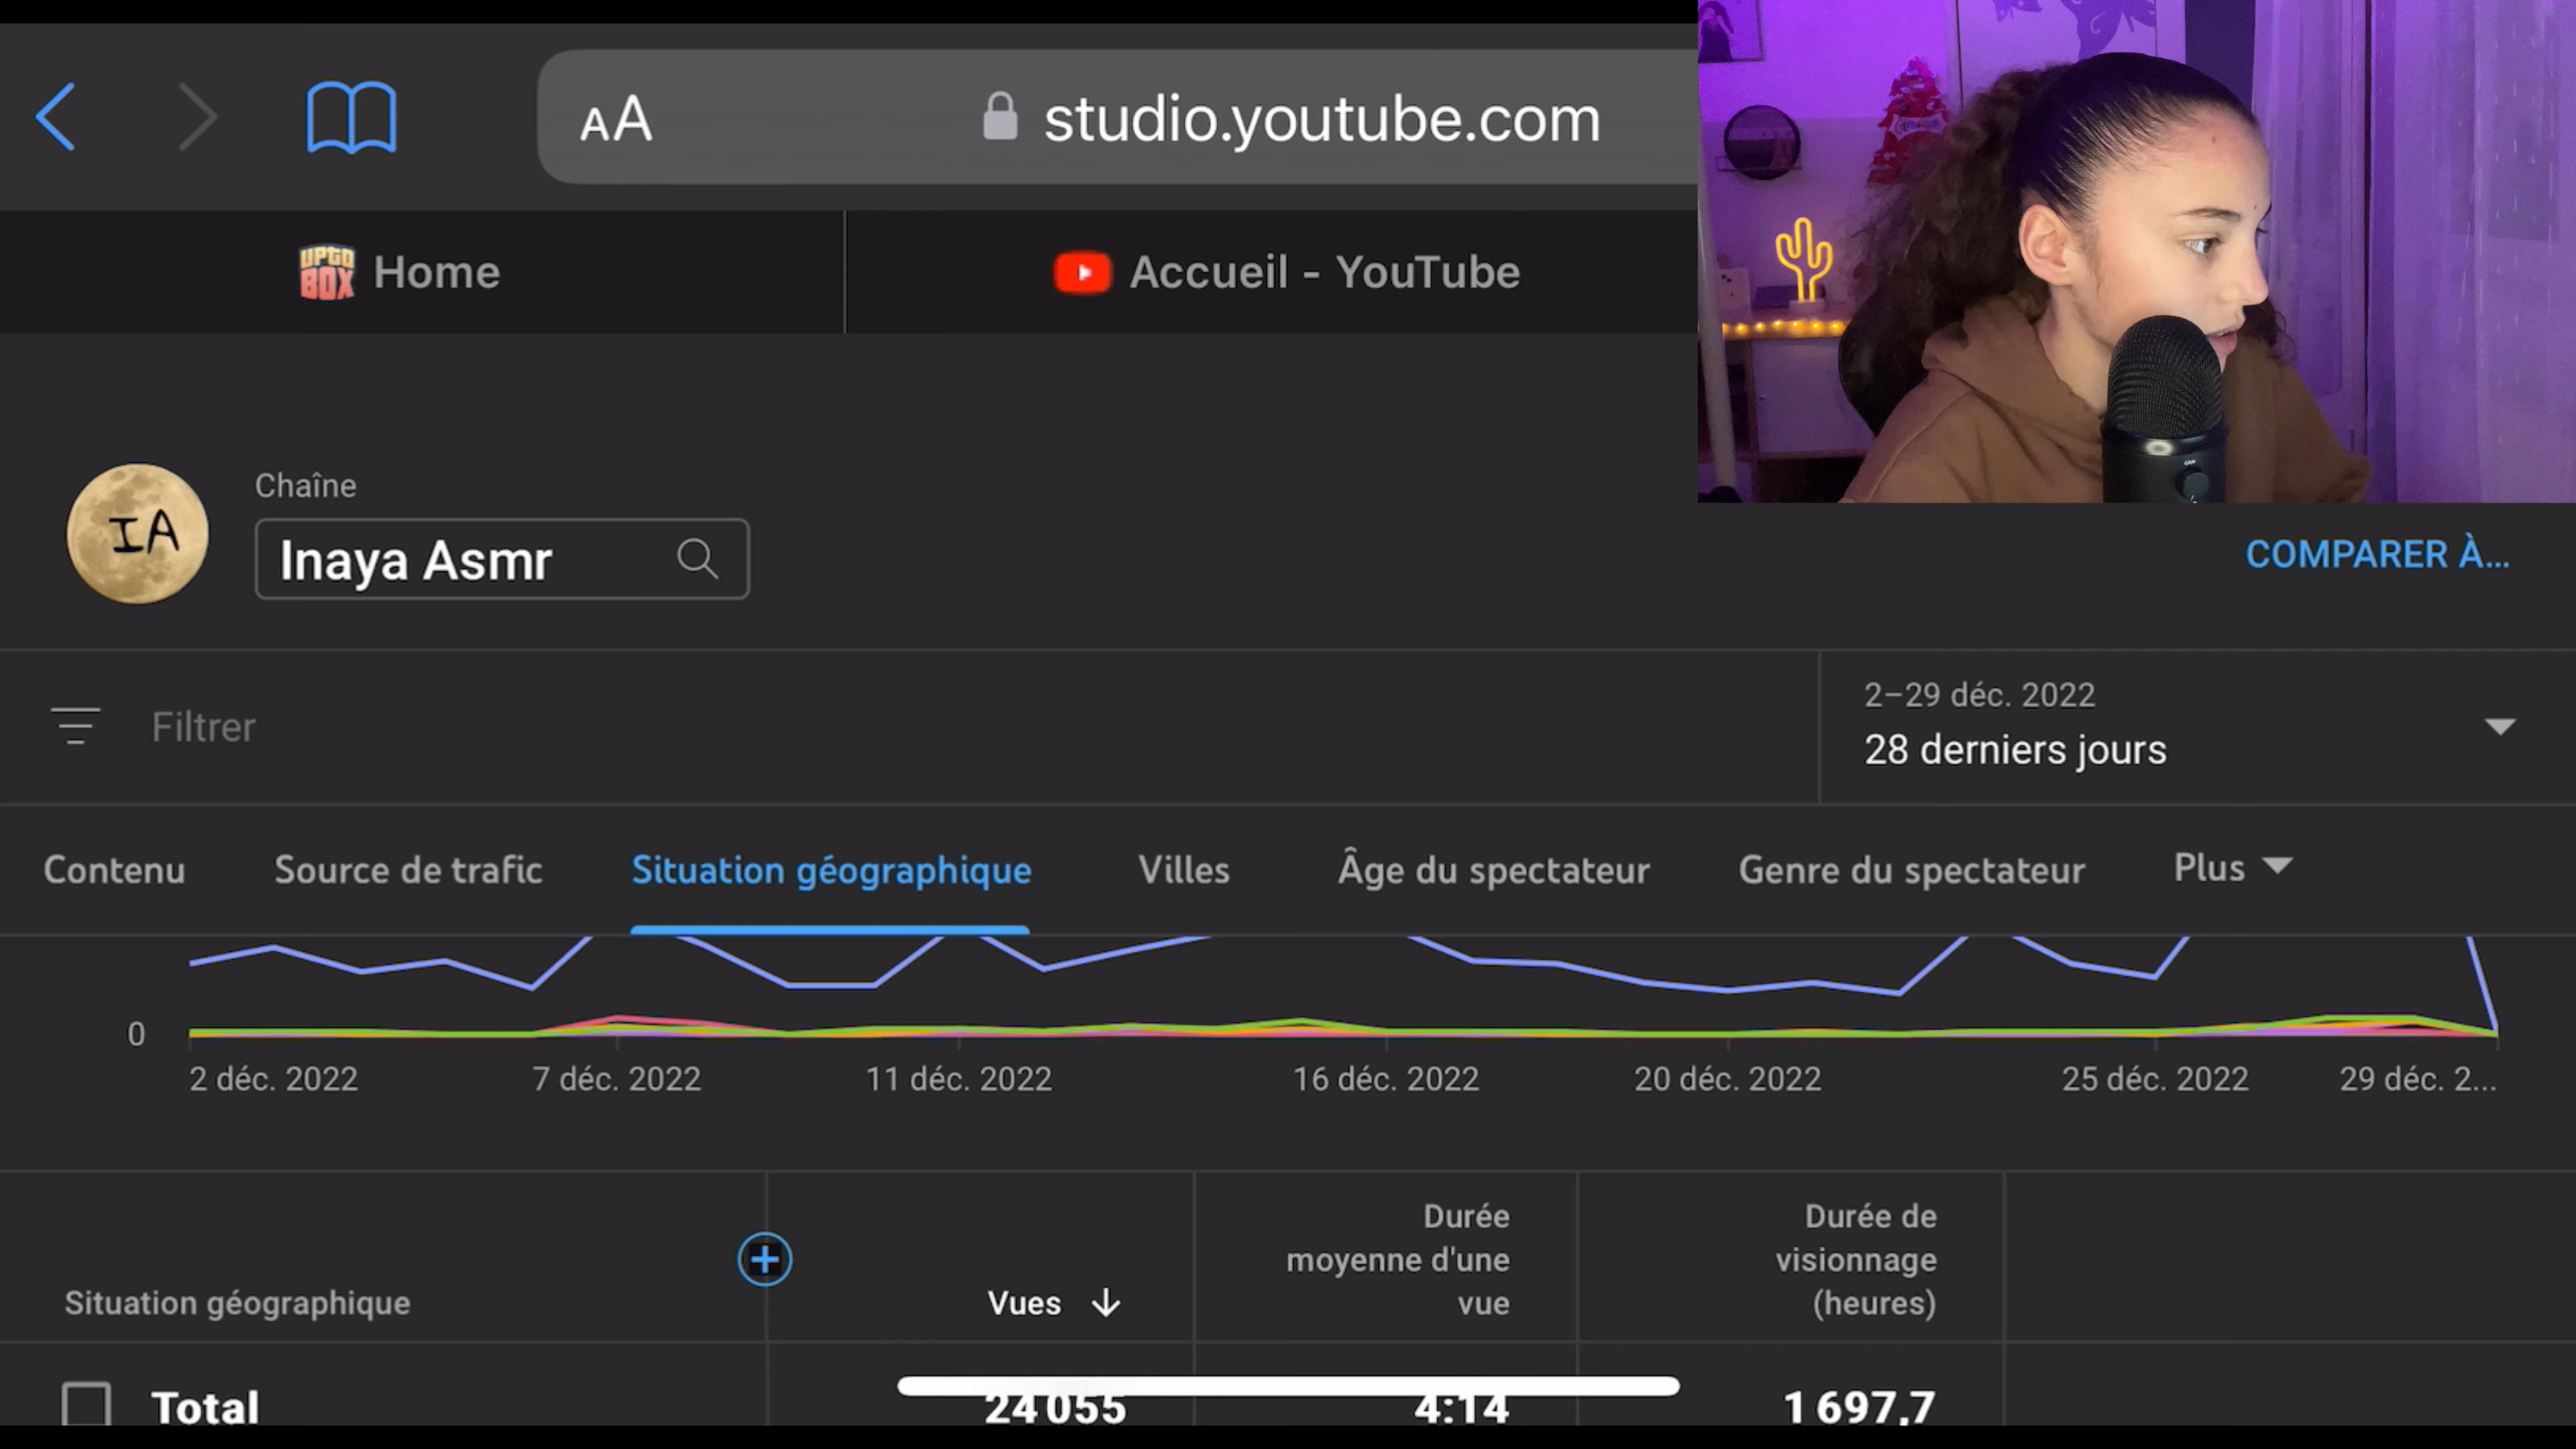 AA studio.youtube.com
UPTO BOX Home
Accueil - YouTube
IA
Chaîne
Inaya Asmr
COMPARER À...
Filtrer
2–29 déc. 2022
28 derniers jours
Contenu Source de trafic Situation géographique Villes Âge du spectateur Genre du spectateur Plus
0
2 déc. 2022 7 déc. 2022 11 déc. 2022 16 déc. 2022 20 déc. 2022 25 déc. 2022 29 déc. 2...
Situation géographique
Vues
Durée
moyenne d'une
vue
Durée de
visionnage
(heures)
Total 24 055 4:14 1 697,7
GAIN